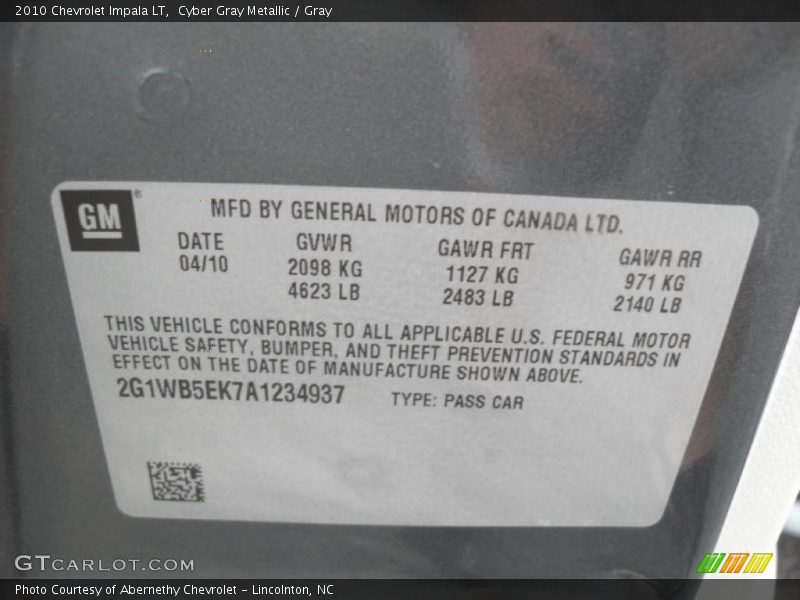 2010 Chevrolet Impala LT, Cyber Gray Metallic / Gray
GM®
MFD BY GENERAL MOTORS OF CANADA LTD.
DATE GVWR GAWR FRT GAWR RR
04/10 2098 KG 1127 KG 971 KG
4623 LB 2483 LB 2140 LB
THIS VEHICLE CONFORMS TO ALL APPLICABLE U.S. FEDERAL MOTOR
VEHICLE SAFETY, BUMPER, AND THEFT PREVENTION STANDARDS IN
EFFECT ON THE DATE OF MANUFACTURE SHOWN ABOVE.
2G1WB5EK7A1234937 TYPE: PASS CAR
GTCARLOT.COM
Photo Courtesy of Abernethy Chevrolet - Lincolnton, NC